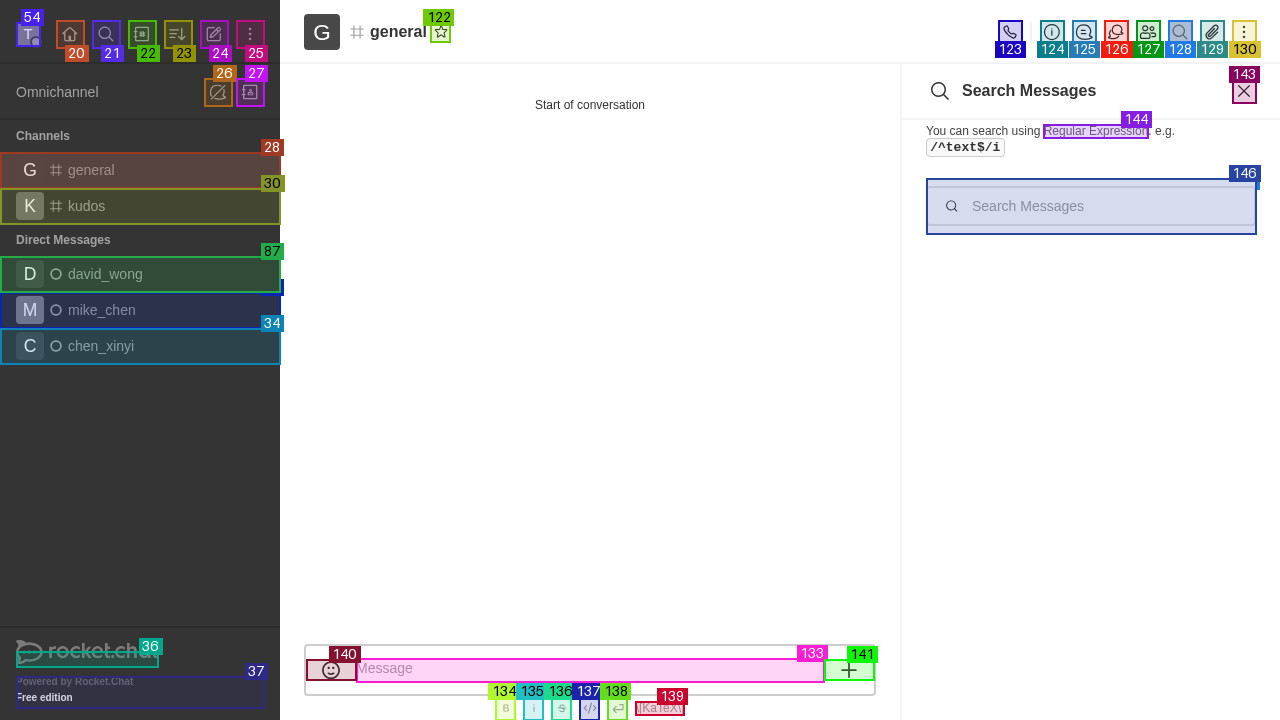 54
T
20
21
22
23
24
25
G
# general
122
123
124
125
126
127
128
129
130
Omnichannel
26
27
Start of conversation
Search Messages
143
144
You can search using Regular Expression. e.g.
/^text$/i
146
Search Messages
Channels
28
G general
30
K kudos
Direct Messages
87
D david_wong
M mike_chen
34
C chen_xinyi
36
rocket.chat
37
Powered by Rocket.Chat
Free edition
140
Message
133
141
134
135
136
137
138
139
B
i
S
</>